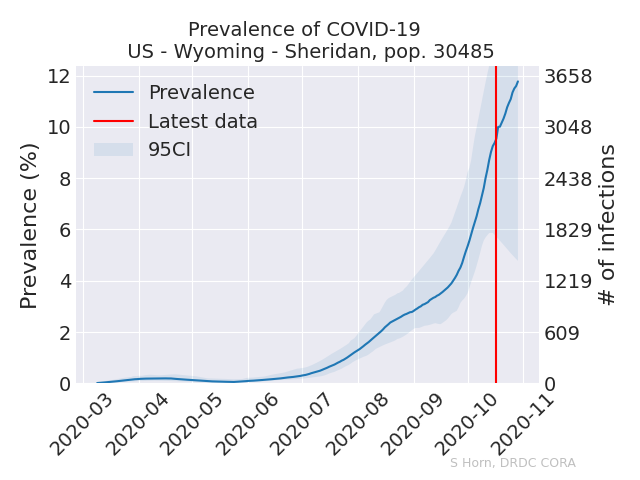 Prevalence of COVID-19
US - Wyoming - Sheridan, pop. 30485
Prevalence
Latest data
95CI
Prevalence (%)
12
10
8
6
4
2
0
3658
3048
2438
1829
1219
609
0
# of infections
2020-03
2020-04
2020-05
2020-06
2020-07
2020-08
2020-09
2020-10
2020-11
S Horn, DRDC CORA